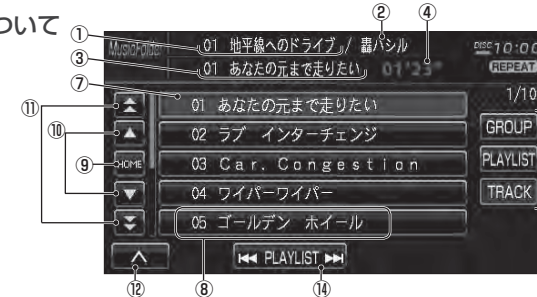 ついて
② ④
① MusicFolder 01 地平線へのドライブ / 轟バシル DISC 10:00
③ 01 あなたの元まで走りたい 01'23" REPEAT
⑦ 01 あなたの元まで走りたい 1/10
⑪ 02 ラブ インターチェンジ GROUP
⑩
⑨ HOME 03 Car. Congestion PLAYLIST
04 ワイパーワイパー TRACK
05 ゴールデン ホイール
PLAYLIST
⑫ ⑧ ⑭